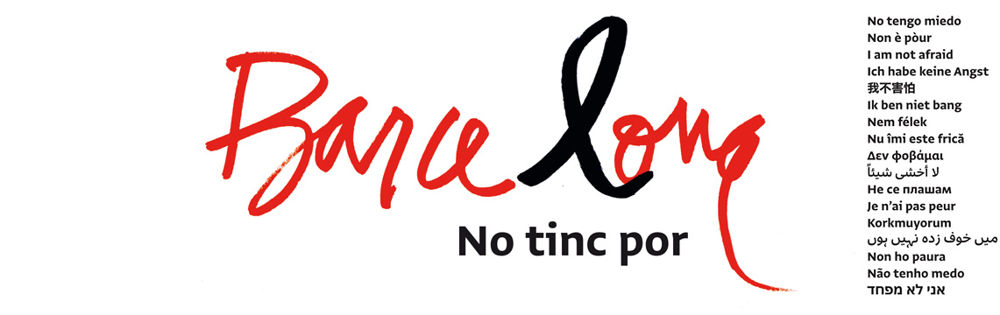 Barcelona
No tinc por
No tengo miedo
Non è pòur
I am not afraid
Ich habe keine Angst
我不害怕
Ik ben niet bang
Nem félek
Nu îmi este frică
Δεν φοβάμαι
لا أخشى شيئاً
Не се плашам
Je n’ai pas peur
Korkmuyorum
میں خوف زدہ نہیں ہوں
Non ho paura
Não tenho medo
אני לא מפחד